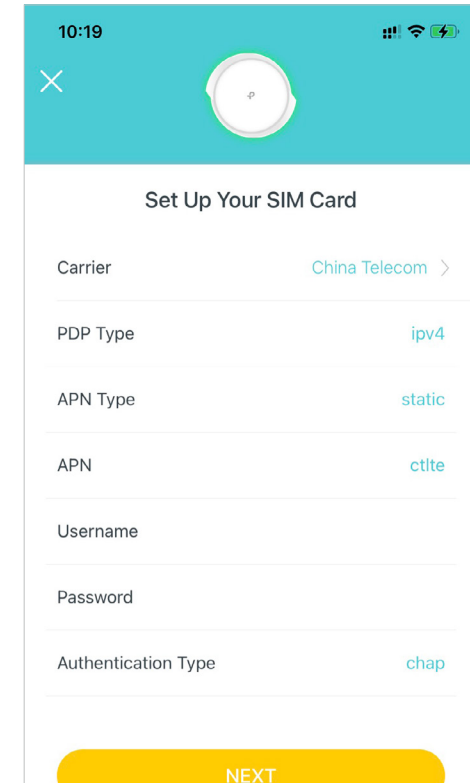 10:19
Set Up Your SIM Card
Carrier China Telecom
PDP Type ipv4
APN Type static
APN ctlte
Username
Password
Authentication Type chap
NEXT